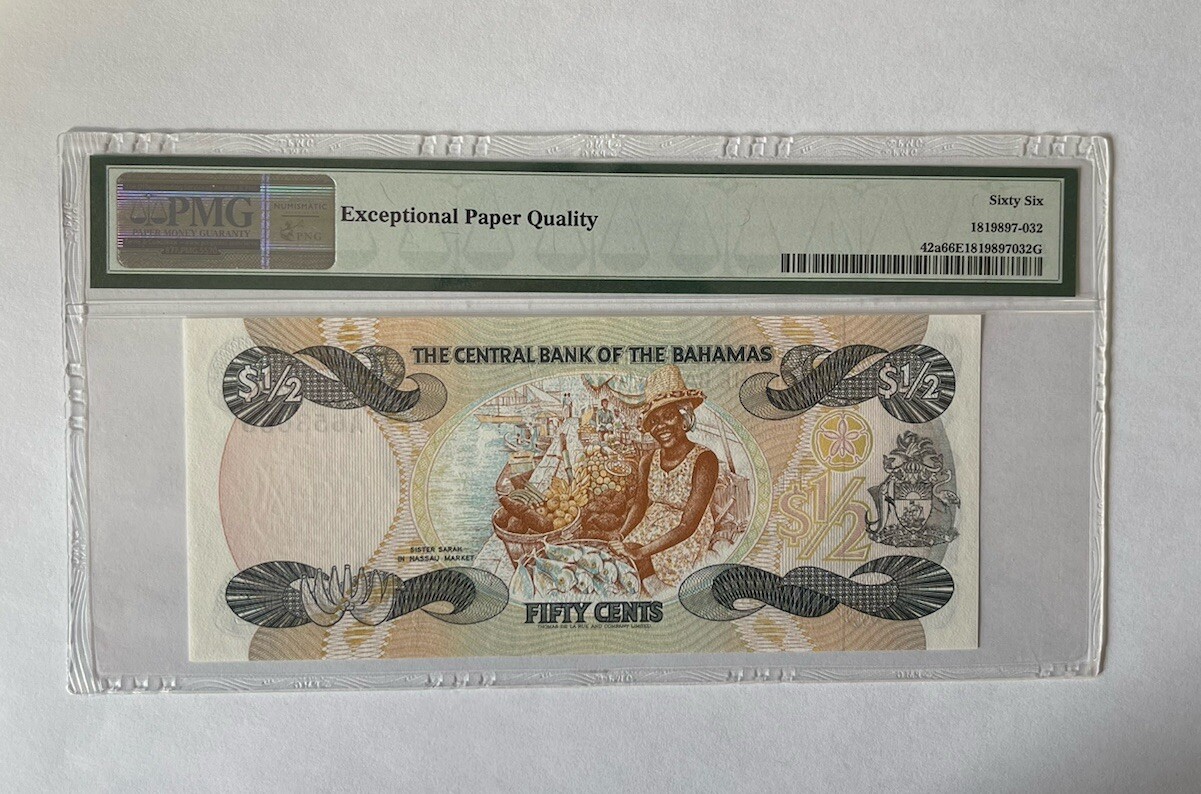 PMG
PAPER MONEY GUARANTY
NUMISMATIC
PNG
Exceptional Paper Quality
Sixty Six
1819897-032
42a66E1819897032G
THE CENTRAL BANK OF THE BAHAMAS
$1/2
$1/2
$1/2
SISTER SARAH
IN NASSAU MARKET
FIFTY CENTS
THOMAS DE LA RUE AND COMPANY LIMITED